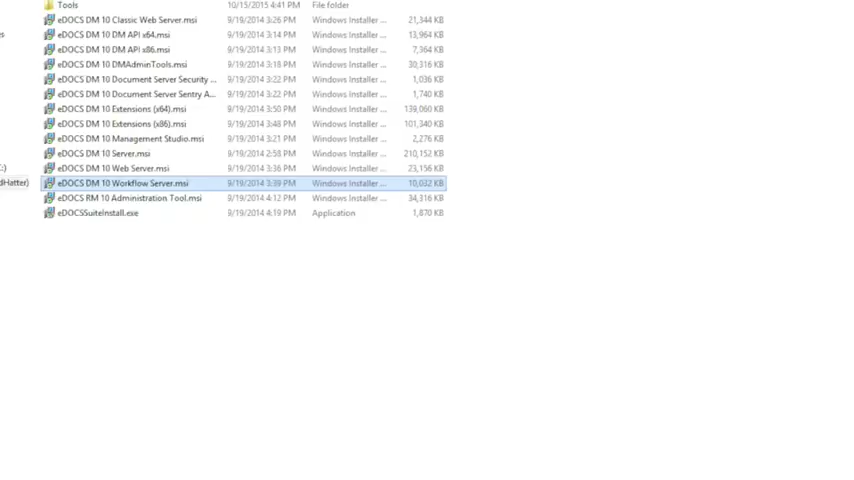 Tools 10/15/2015 4:41 PM File folder
eDOCS DM 10 Classic Web Server.msi 9/19/2014 3:26 PM Windows Installer ... 21,344 KB
eDOCS DM 10 DM API x64.msi 9/19/2014 3:14 PM Windows Installer ... 13,964 KB
eDOCS DM 10 DM API x86.msi 9/19/2014 3:13 PM Windows Installer ... 7,364 KB
eDOCS DM 10 DMAdminTools.msi 9/19/2014 3:18 PM Windows Installer ... 30,316 KB
eDOCS DM 10 Document Server Security ... 9/19/2014 3:22 PM Windows Installer ... 1,036 KB
eDOCS DM 10 Document Server Sentry A... 9/19/2014 3:22 PM Windows Installer ... 1,740 KB
eDOCS DM 10 Extensions (x64).msi 9/19/2014 3:50 PM Windows Installer ... 139,060 KB
eDOCS DM 10 Extensions (x86).msi 9/19/2014 3:48 PM Windows Installer ... 101,340 KB
eDOCS DM 10 Management Studio.msi 9/19/2014 3:21 PM Windows Installer ... 2,276 KB
eDOCS DM 10 Server.msi 9/19/2014 2:58 PM Windows Installer ... 210,152 KB
:) eDOCS DM 10 Web Server.msi 9/19/2014 3:36 PM Windows Installer ... 23,156 KB
dHatter) eDOCS DM 10 Workflow Server.msi 9/19/2014 3:39 PM Windows Installer ... 10,032 KB
eDOCS RM 10 Administration Tool.msi 9/19/2014 4:12 PM Windows Installer ... 34,316 KB
eDOCSSuiteInstall.exe 9/19/2014 4:19 PM Application 1,870 KB